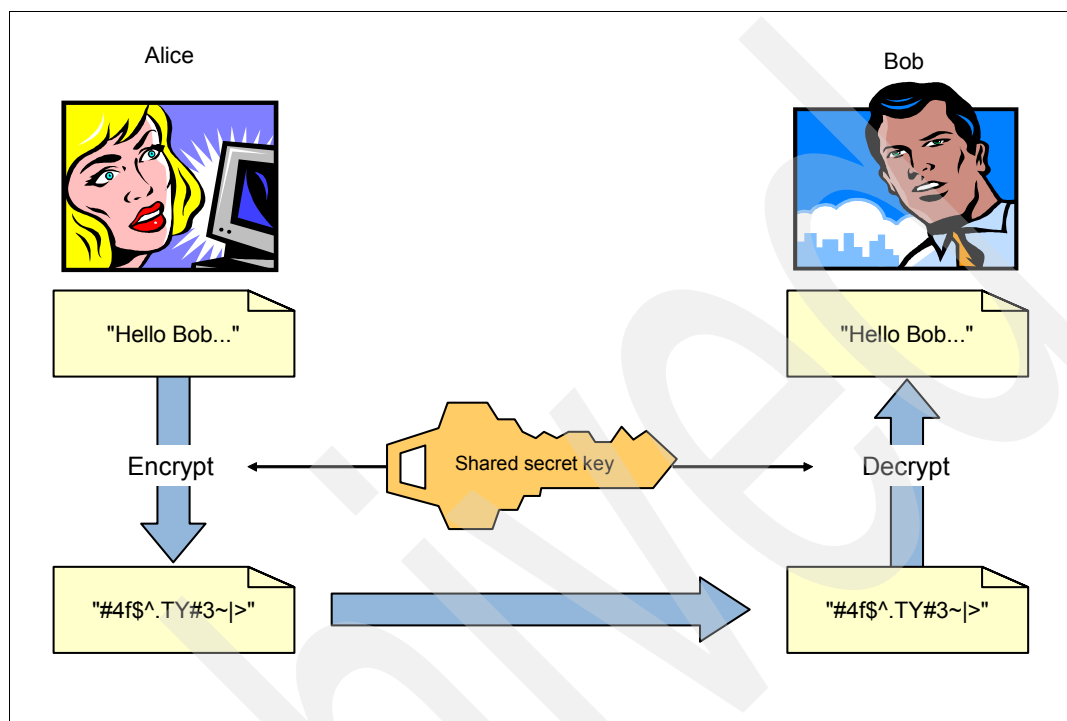 Alice
Bob
"Hello Bob..."
"Hello Bob..."
Encrypt
Shared secret key
Decrypt
"#4f$^.TY#3~|>"
"#4f$^.TY#3~|>"